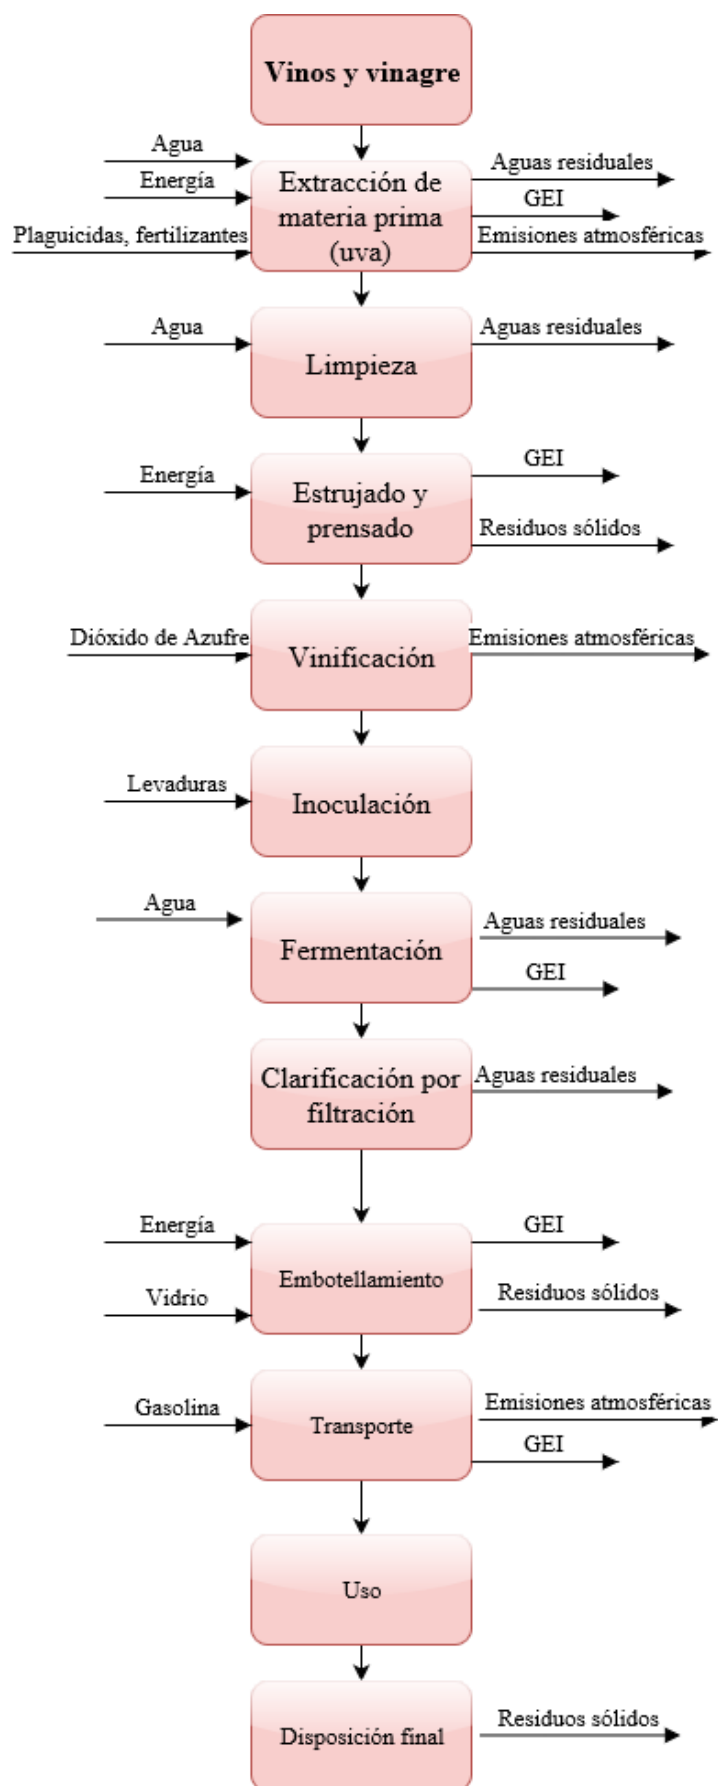 Vinos y vinagre
Agua
Energía
Plaguicidas, fertilizantes
Extracción de
materia prima
(uva)
Aguas residuales
GEI
Emisiones atmosféricas
Agua
Limpieza
Aguas residuales
Energía
Estrujado y
prensado
GEI
Residuos sólidos
Dióxido de Azufre
Vinificación
Emisiones atmosféricas
Levaduras
Inoculación
Agua
Fermentación
Aguas residuales
GEI
Clarificación por
filtración
Aguas residuales
Energía
Vidrio
Embotellamiento
GEI
Residuos sólidos
Gasolina
Transporte
Emisiones atmosféricas
GEI
Uso
Disposición final
Residuos sólidos